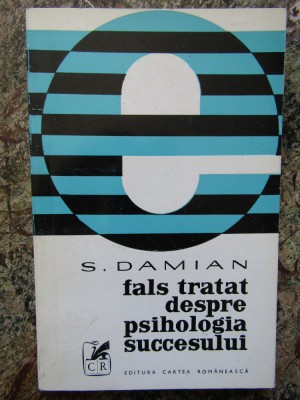 S. DAMIAN
fals tratat
despre
psihologia
succesului
CR
EDITURA CARTEA ROMÂNEASCĂ